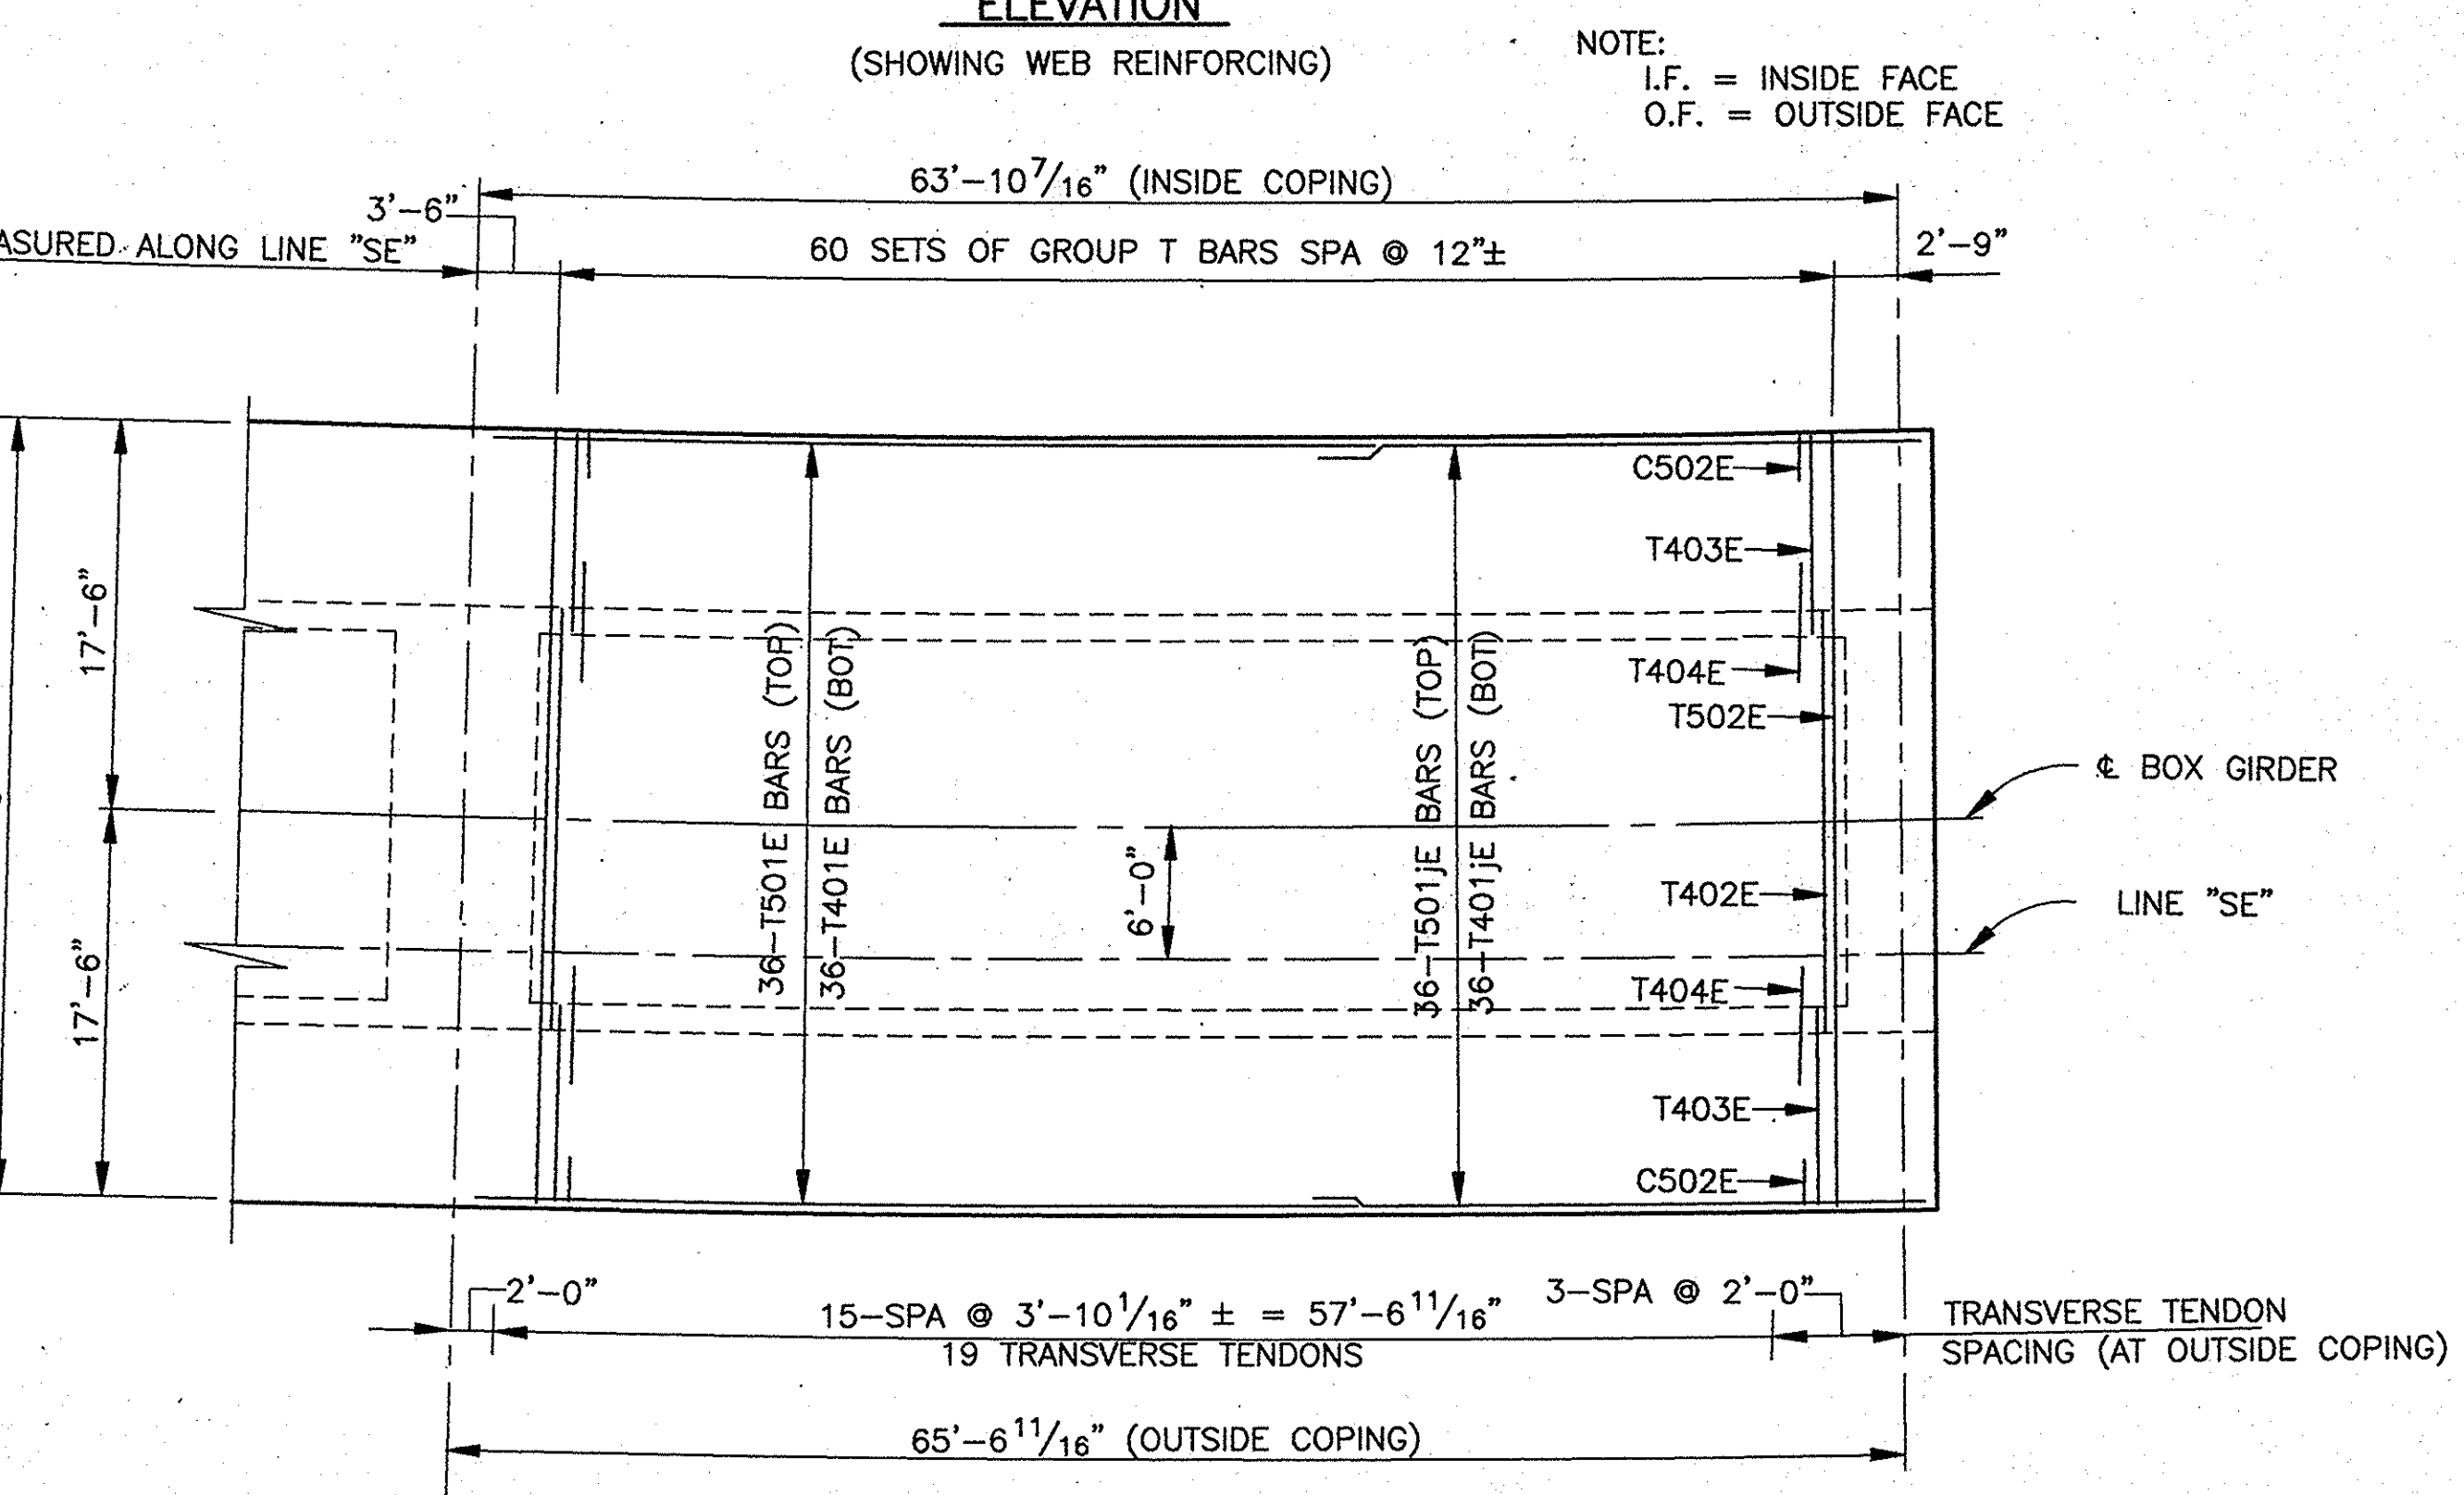 ELEVATION
(SHOWING WEB REINFORCING)
NOTE:
I.F. = INSIDE FACE
O.F. = OUTSIDE FACE
63'-10 7/16" (INSIDE COPING)
3'-6"
ASURED ALONG LINE "SE"
60 SETS OF GROUP T BARS SPA @ 12"±
2'-9"
17'-6"
17'-6"
36-T501E BARS (TOP)
36-T401E BARS (BOT)
6'-0"
36-T501jE BARS (TOP)
36-T401jE BARS (BOT)
C502E
T403E
T404E
T502E
℄ BOX GIRDER
T402E
LINE "SE"
T404E
T403E
C502E
2'-0"
15-SPA @ 3'-10 1/16" ± = 57'-6 11/16"
19 TRANSVERSE TENDONS
3-SPA @ 2'-0"
TRANSVERSE TENDON
SPACING (AT OUTSIDE COPING)
65'-6 11/16" (OUTSIDE COPING)